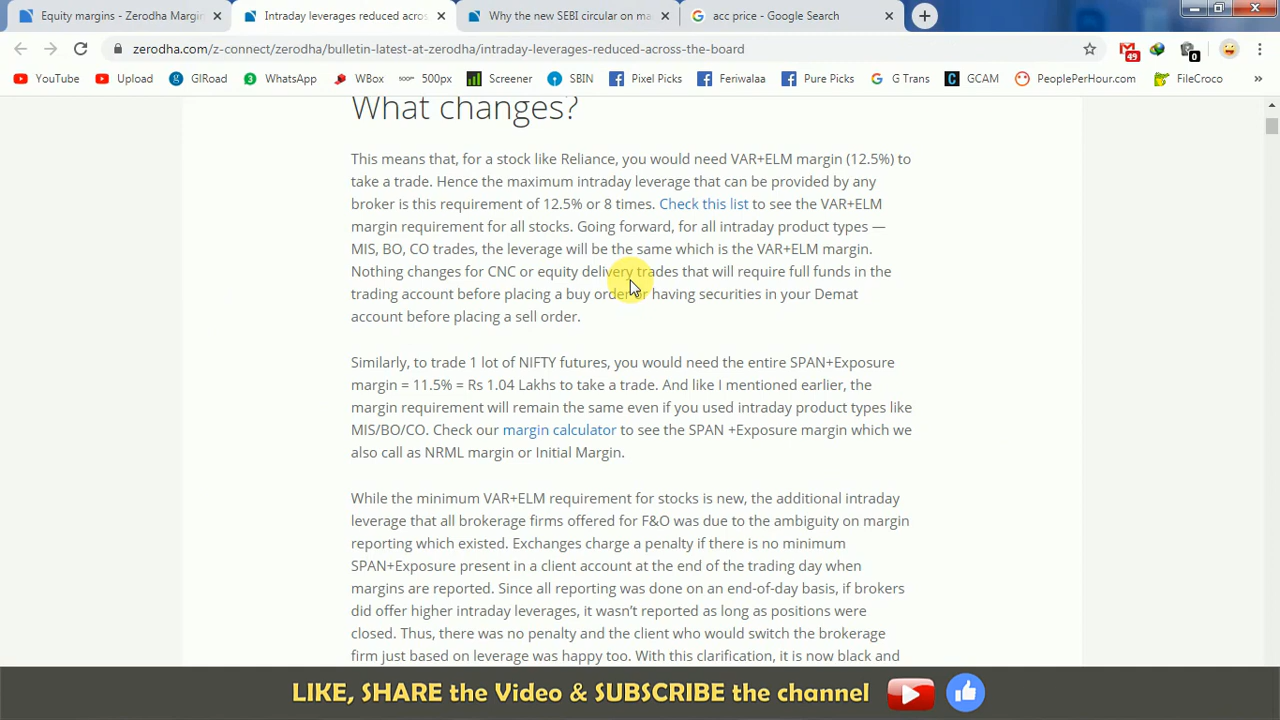 Equity margins - Zerodha Margin
Intraday leverages reduced acros
Why the new SEBI circular on ma
acc price - Google Search
zerodha.com/z-connect/zerodha/bulletin-latest-at-zerodha/intraday-leverages-reduced-across-the-board
49
0
YouTube
Upload
GIRoad
3
WhatsApp
WBox
500px
Screener
SBIN
Pixel Picks
Feriwalaa
Pure Picks
G Trans
GCAM
PeoplePerHour.com
FileCroco
What changes?
This means that, for a stock like Reliance, you would need VAR+ELM margin (12.5%) to
take a trade. Hence the maximum intraday leverage that can be provided by any
broker is this requirement of 12.5% or 8 times. Check this list to see the VAR+ELM
margin requirement for all stocks. Going forward, for all intraday product types —
MIS, BO, CO trades, the leverage will be the same which is the VAR+ELM margin.
Nothing changes for CNC or equity delivery trades that will require full funds in the
trading account before placing a buy order or having securities in your Demat
account before placing a sell order.
Similarly, to trade 1 lot of NIFTY futures, you would need the entire SPAN+Exposure
margin = 11.5% = Rs 1.04 Lakhs to take a trade. And like I mentioned earlier, the
margin requirement will remain the same even if you used intraday product types like
MIS/BO/CO. Check our margin calculator to see the SPAN +Exposure margin which we
also call as NRML margin or Initial Margin.
While the minimum VAR+ELM requirement for stocks is new, the additional intraday
leverage that all brokerage firms offered for F&O was due to the ambiguity on margin
reporting which existed. Exchanges charge a penalty if there is no minimum
SPAN+Exposure present in a client account at the end of the trading day when
margins are reported. Since all reporting was done on an end-of-day basis, if brokers
did offer higher intraday leverages, it wasn't reported as long as positions were
closed. Thus, there was no penalty and the client who would switch the brokerage
firm just based on leverage was happy too. With this clarification, it is now black and
LIKE, SHARE the Video & SUBSCRIBE the channel